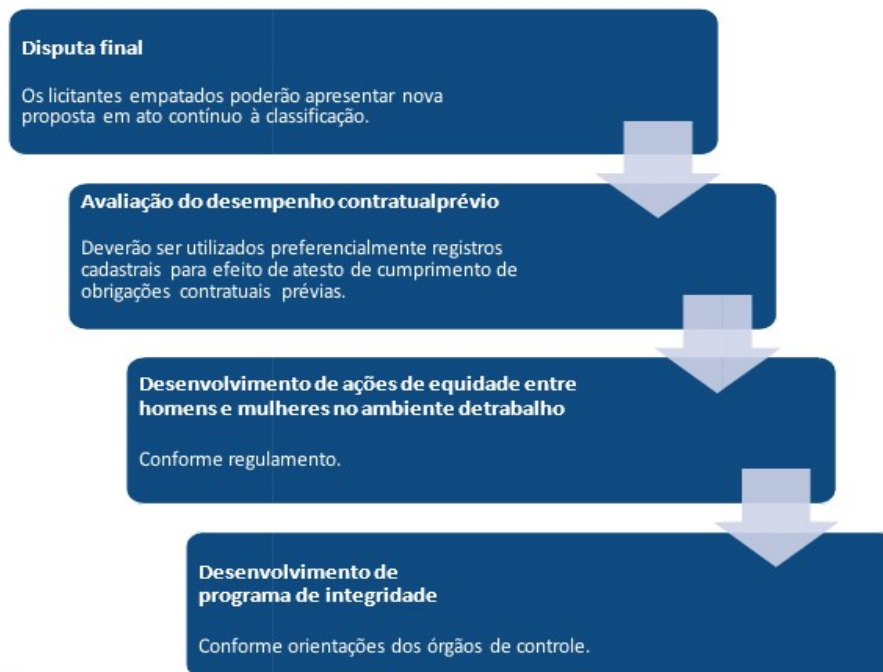 Disputa final
Os licitantes empatados poderão apresentar nova
proposta em ato contínuo à classificação.
Avaliação do desempenho contratualprévio
Deverão ser utilizados preferencialmente registros
cadastrais para efeito de atesto de cumprimento de
obrigações contratuais prévias.
Desenvolvimento de ações de equidade entre
homens e mulheres no ambiente detrabalho
Conforme regulamento.
Desenvolvimento de
programa de integridade
Conforme orientações dos órgãos de controle.